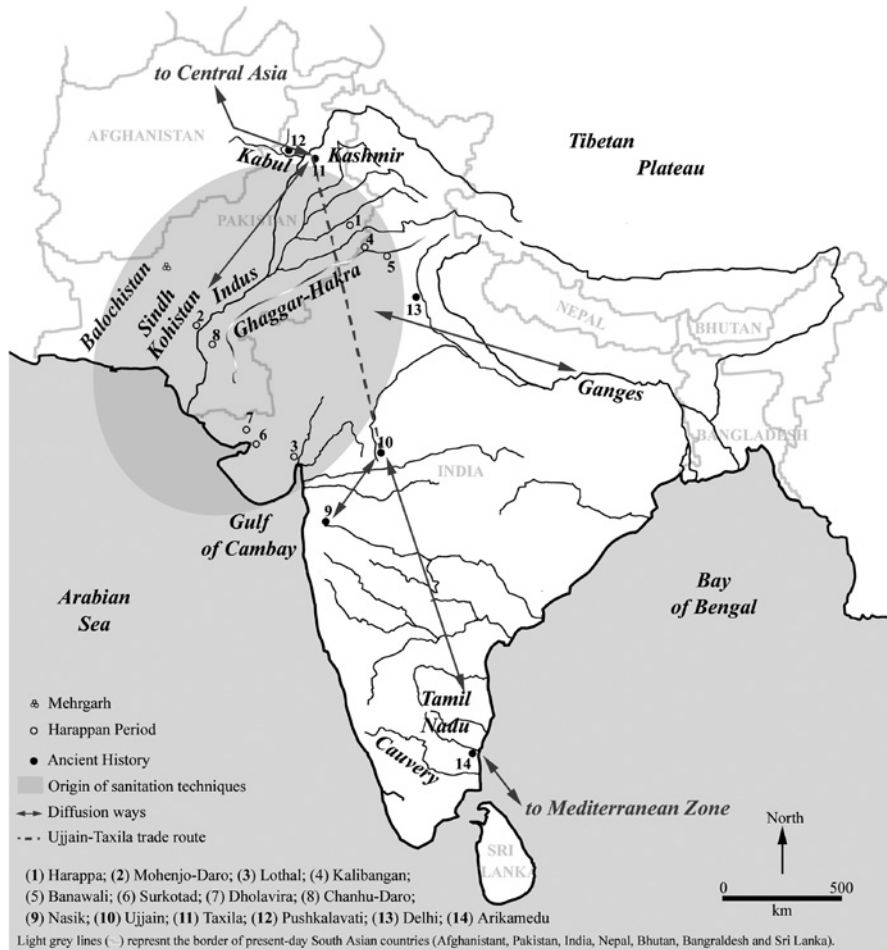 to Central Asia
AFGHANISTAN
12
Kabul
11
Kashmir
Tibetan
Plateau
PAKISTAN
1
4
5
Balochistan
Sindh
Kohistan
Indus
Ghaggar-Hakra
2
8
13
NEPAL
BHUTAN
Ganges
BANGLADESH
7
6
3
10
INDIA
9
Gulf
of Cambay
Arabian
Sea
Bay
of Bengal
Tamil
Nadu
Cauvery
14
to Mediterranean Zone
SRI
LANKA
Mehrgarh
Harappan Period
Ancient History
Origin of sanitation techniques
Diffusion ways
Ujjain-Taxila trade route
North
0 500
km
(1) Harappa; (2) Mohenjo-Daro; (3) Lothal; (4) Kalibangan;
(5) Banawali; (6) Surkotad; (7) Dholavira; (8) Chanhu-Daro;
(9) Nasik; (10) Ujjain; (11) Taxila; (12) Pushkalavati; (13) Delhi; (14) Arikamedu
Light grey lines (~) represnt the border of present-day South Asian countries (Afghanistant, Pakistan, India, Nepal, Bhutan, Bangraldesh and Sri Lanka).